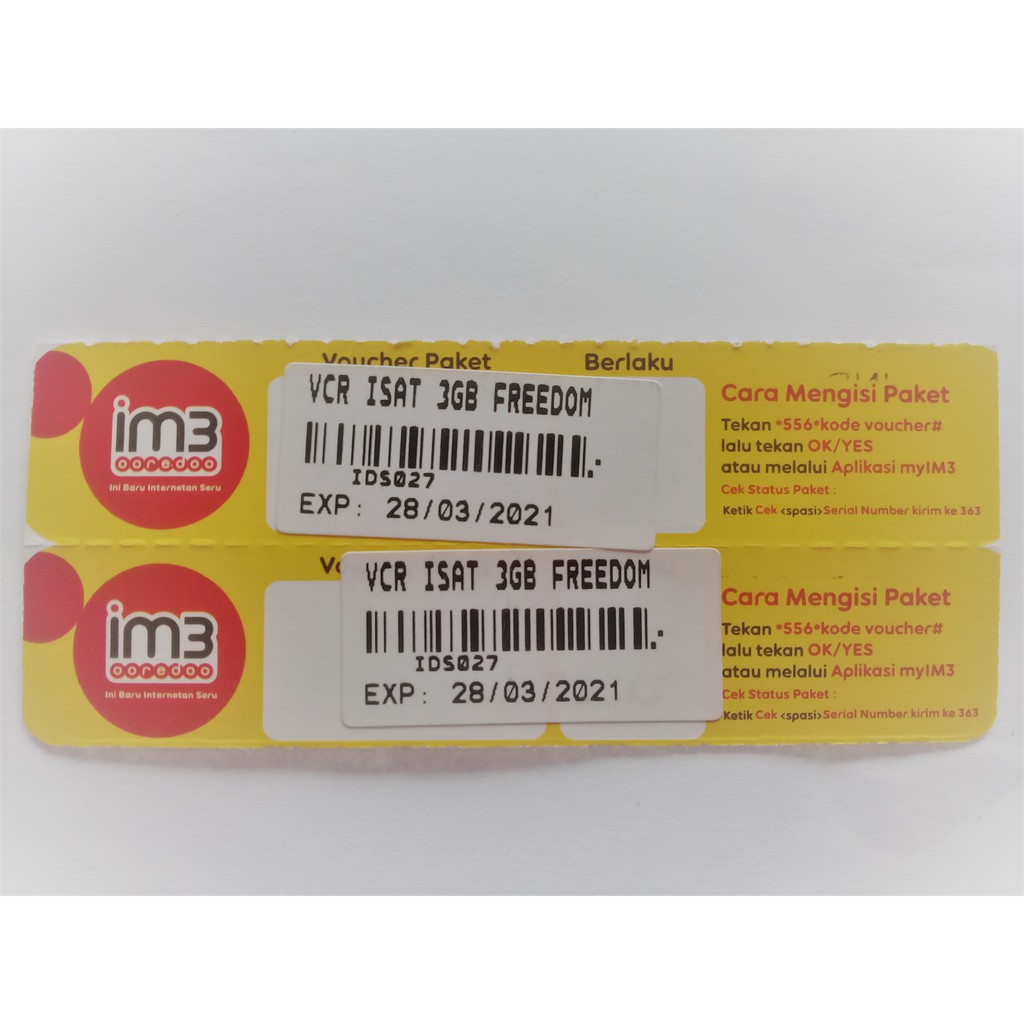 Voucher Paket
Berlaku
im3
ooredoo
Ini Baru Internetan Seru
VCR ISAT 3GB FREEDOM
IDS027
EXP: 28/03/2021
Cara Mengisi Paket
Tekan *556*kode voucher#
lalu tekan OK/YES
atau melalui Aplikasi myIM3
Cek Status Paket :
Ketik Cek <spasi>Serial Number kirim ke 363
im3
ooredoo
Ini Baru Internetan Seru
VCR ISAT 3GB FREEDOM
IDS027
EXP: 28/03/2021
Cara Mengisi Paket
Tekan *556*kode voucher#
lalu tekan OK/YES
atau melalui Aplikasi myIM3
Cek Status Paket :
Ketik Cek <spasi>Serial Number kirim ke 363